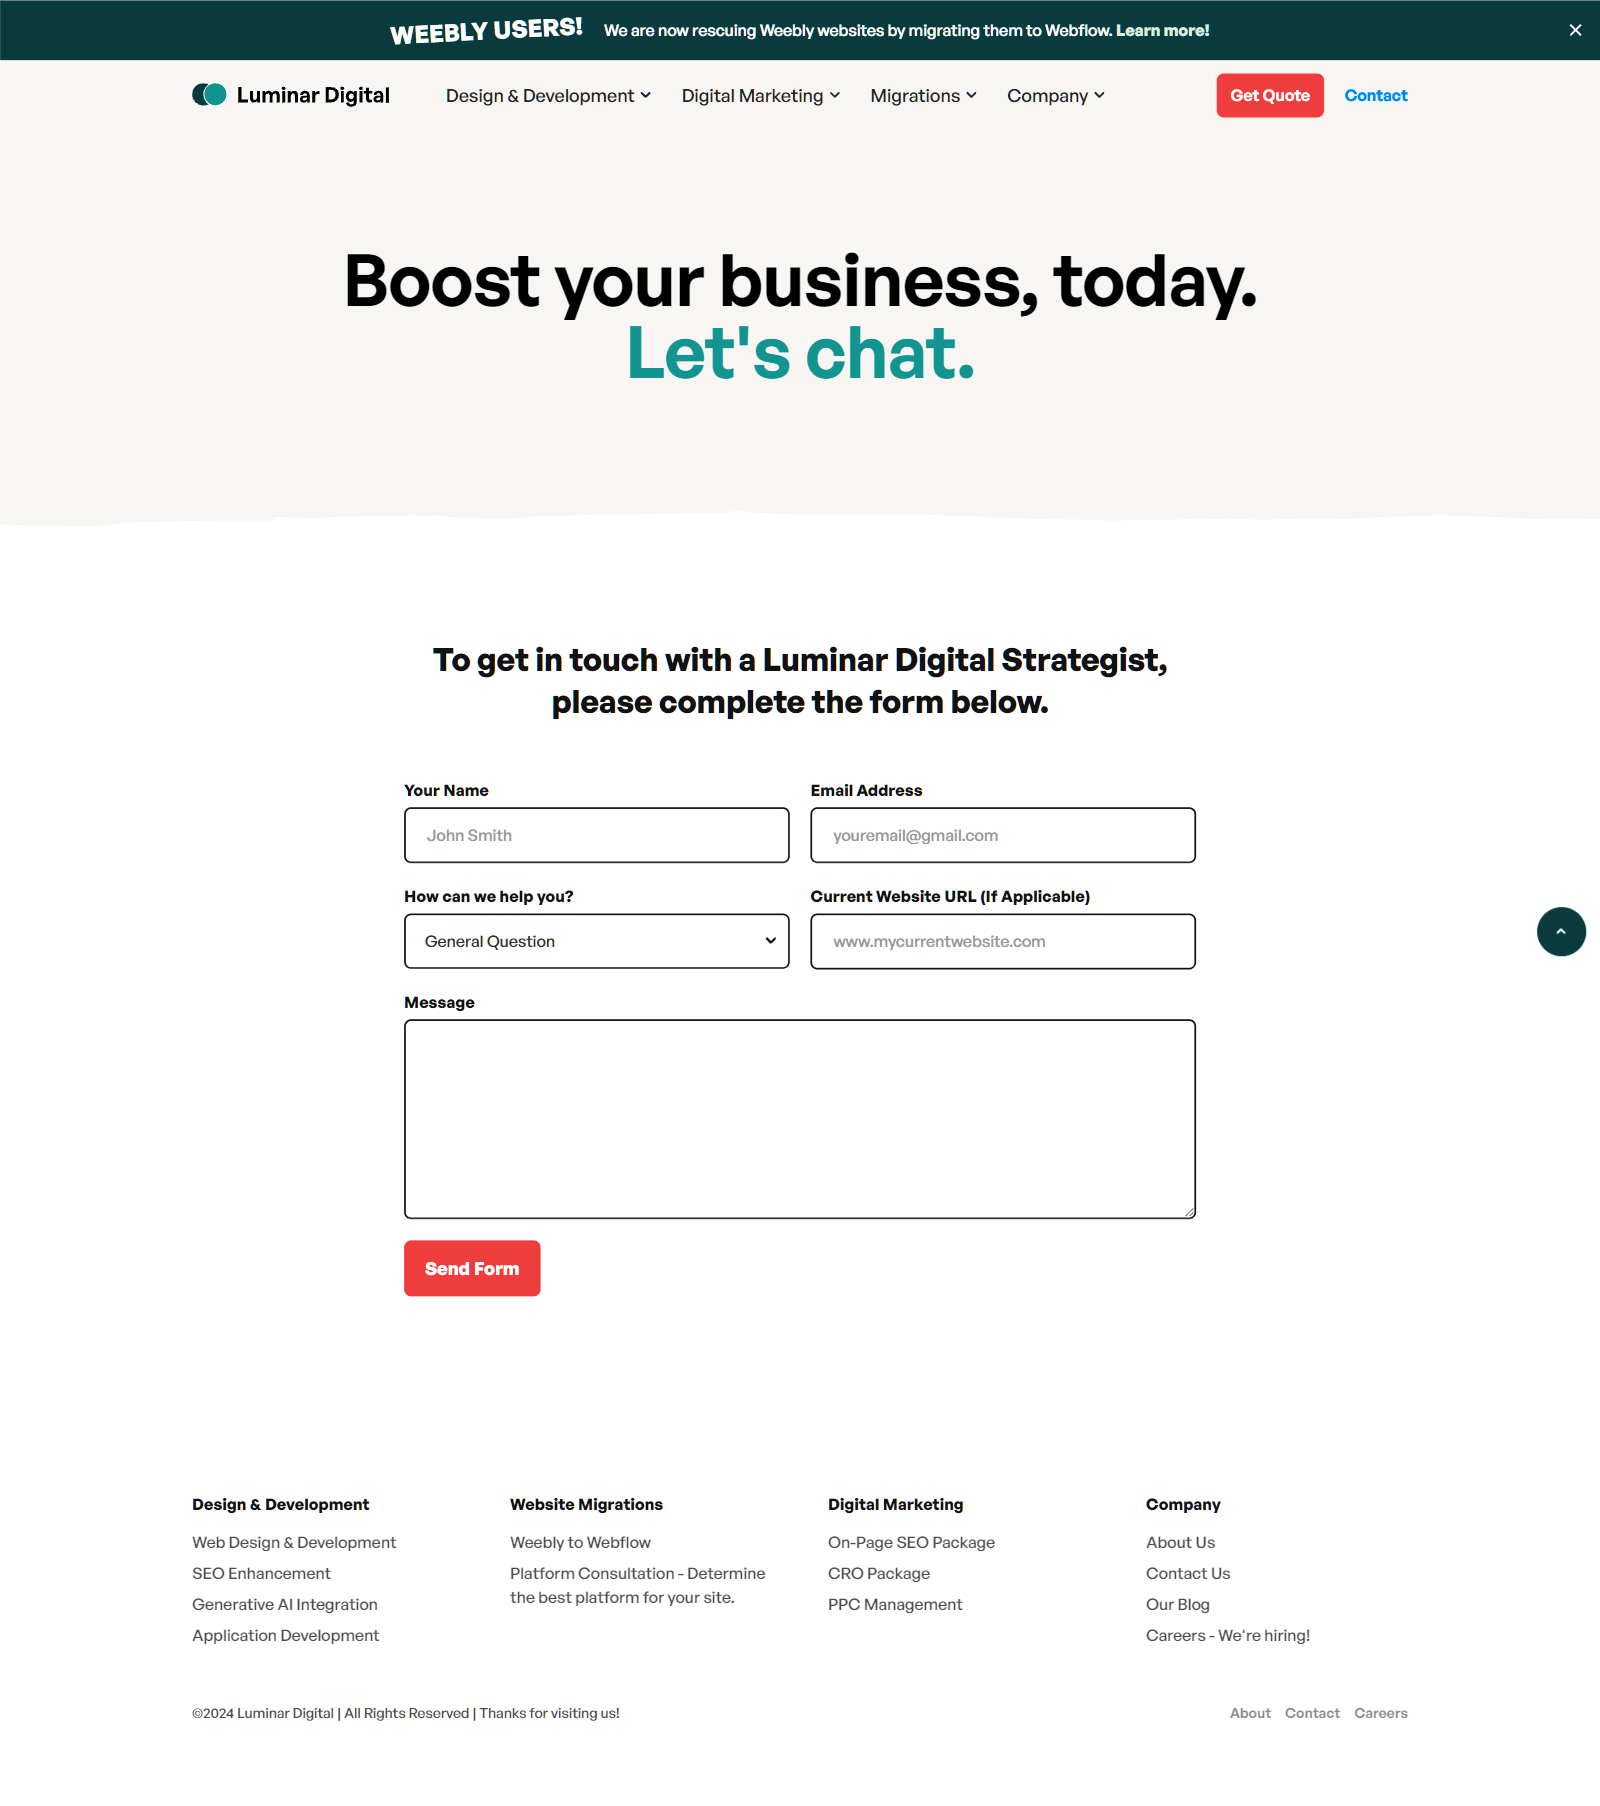 WEEBLY USERS! We are now rescuing Weebly websites by migrating them to Webflow. Learn more!
Luminar Digital Design & Development Digital Marketing Migrations Company Get Quote Contact
Boost your business, today.
Let's chat.
To get in touch with a Luminar Digital Strategist,
please complete the form below.
Your Name Email Address
John Smith youremail@gmail.com
How can we help you? Current Website URL (If Applicable)
General Question www.mycurrentwebsite.com
Message
Send Form
Design & Development
Web Design & Development
SEO Enhancement
Generative AI Integration
Application Development
Website Migrations
Weebly to Webflow
Platform Consultation - Determine
the best platform for your site.
Digital Marketing
On-Page SEO Package
CRO Package
PPC Management
Company
About Us
Contact Us
Our Blog
Careers - We're hiring!
©2024 Luminar Digital | All Rights Reserved | Thanks for visiting us! About Contact Careers